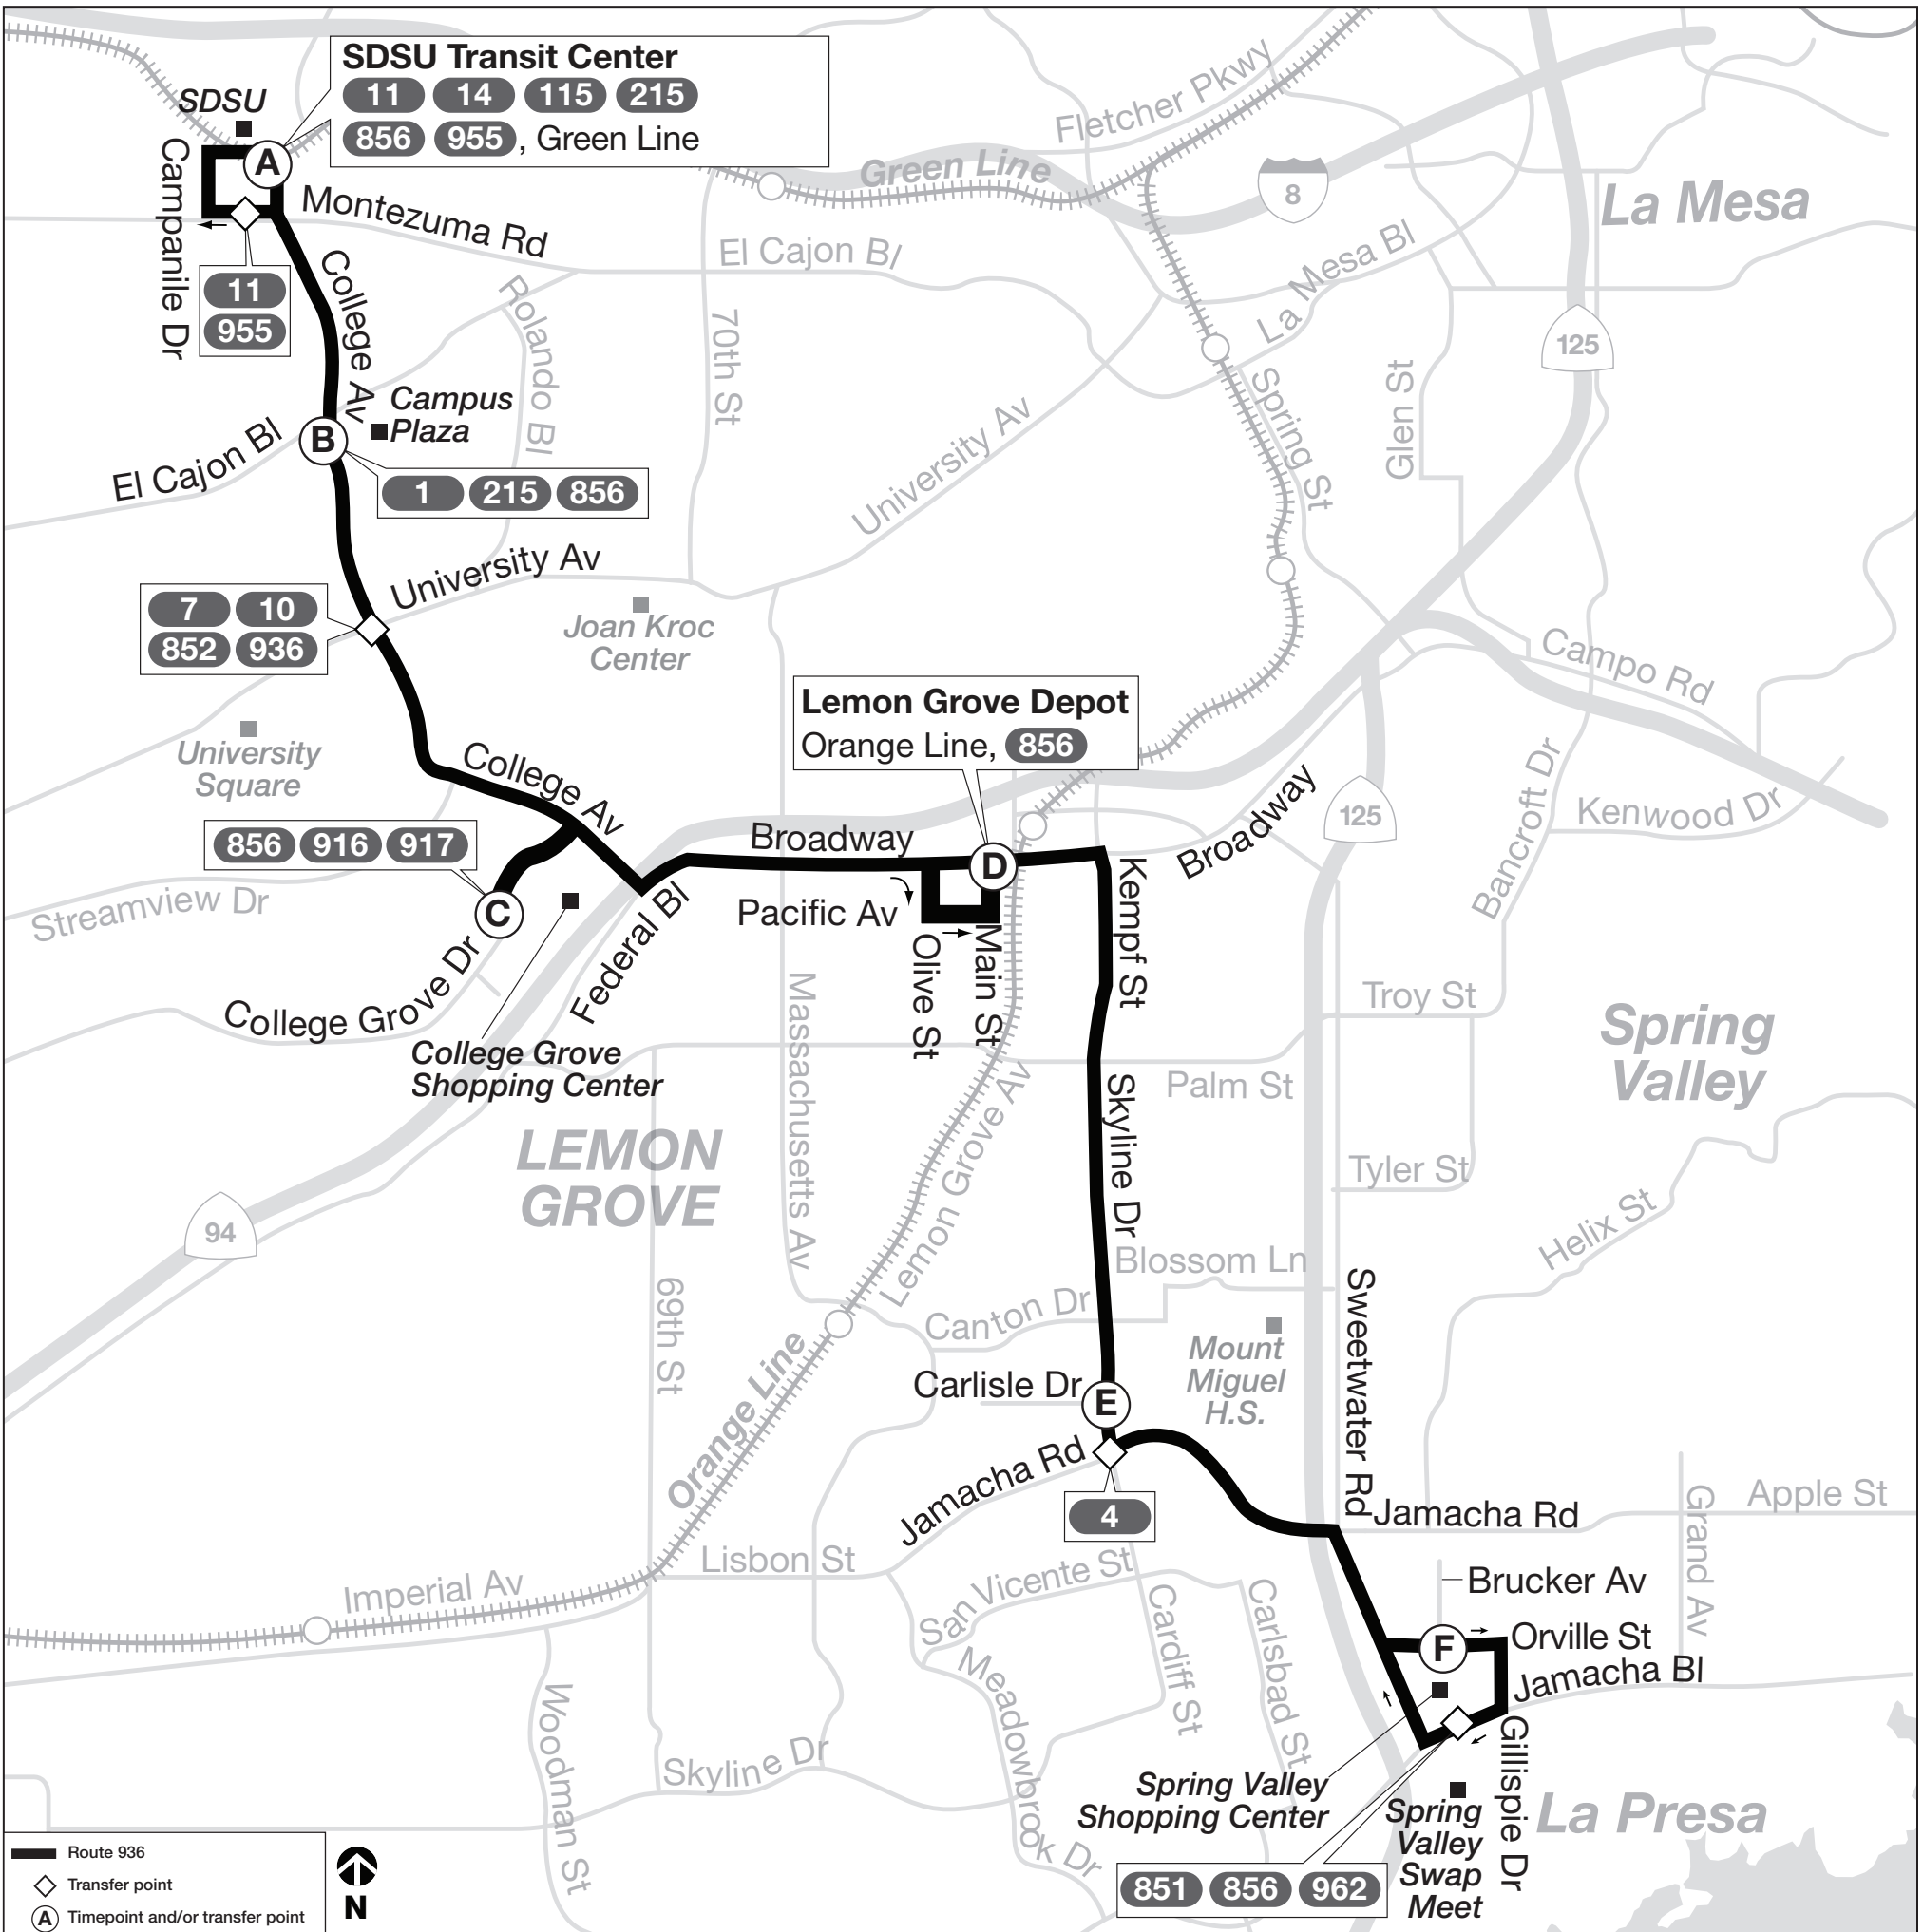 SDSU Transit Center
11 14 115 215
856 955, Green Line
SDSU
A
Campanile Dr
Montezuma Rd
11
955
College Av
Fletcher Pkwy
Green Line
8
La Mesa
El Cajon Bl
La Mesa Bl
Rolando Bl
70th St
125
Campus
Plaza
B
El Cajon Bl
1 215 856
University Av
Spring St
Glen St
University Av
7 10
852 936
Joan Kroc
Center
Campo Rd
University
Square
Lemon Grove Depot
Orange Line, 856
College Av
Broadway
Broadway
125
Bancroft Dr
Kenwood Dr
856 916 917
Streamview Dr
C
D
Pacific Av
Federal Bl
Olive St
Main St
Kempf St
College Grove Dr
College Grove
Shopping Center
Massachusetts Av
Troy St
Spring
Valley
Palm St
Skyline Dr
LEMON
GROVE
Tyler St
Lemon Grove Av
94
Helix St
Blossom Ln
69th St
Canton Dr
Sweetwater Rd
Mount
Miguel
H.S.
Orange Line
Carlisle Dr
E
Jamacha Rd
4
Jamacha Rd
Apple St
Grand Av
Lisbon St
Imperial Av
San Vicente St
Brucker Av
Cardiff St
Carlsbad St
F
Orville St
Jamacha Bl
Meadowbrook Dr
Woodman St
Skyline Dr
Gillispie Dr
Spring Valley
Shopping Center
Spring
Valley
Swap
Meet
La Presa
851 856 962
Route 936
Transfer point
A Timepoint and/or transfer point
N